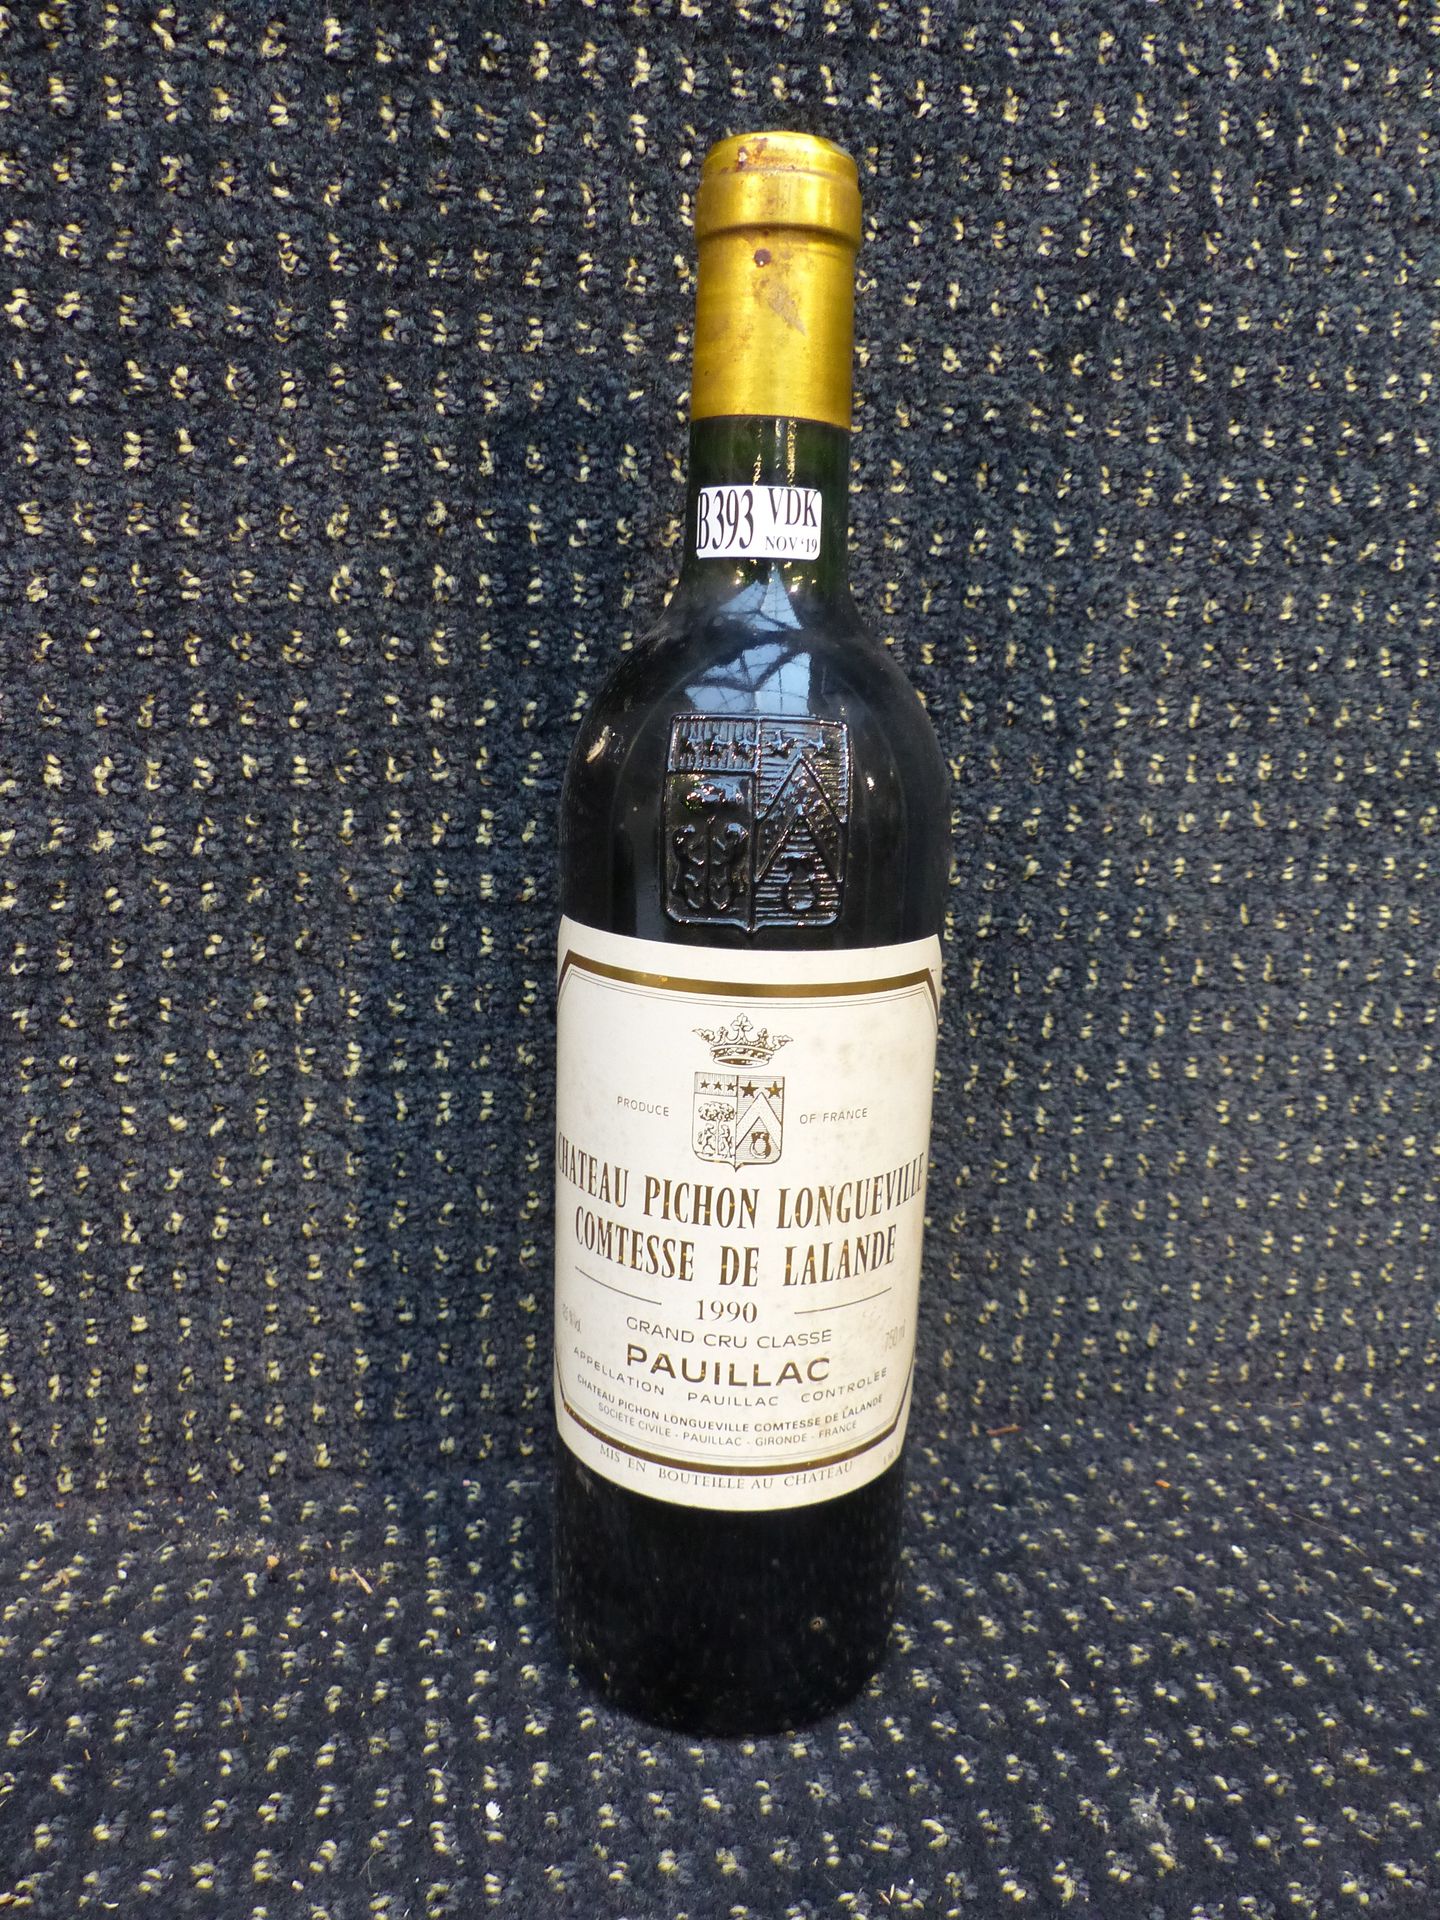 B393 VDK
NOV '19
PRODUCE OF FRANCE
CHATEAU PICHON LONGUEVILLE
COMTESSE DE LALANDE
1990
GRAND CRU CLASSE
750 ml
PAUILLAC
APPELLATION PAUILLAC CONTROLÉE
CHATEAU PICHON LONGUEVILLE COMTESSE DE LALANDE
SOCIETE CIVILE - PAUILLAC - GIRONDE - FRANCE
MIS EN BOUTEILLE AU CHATEAU